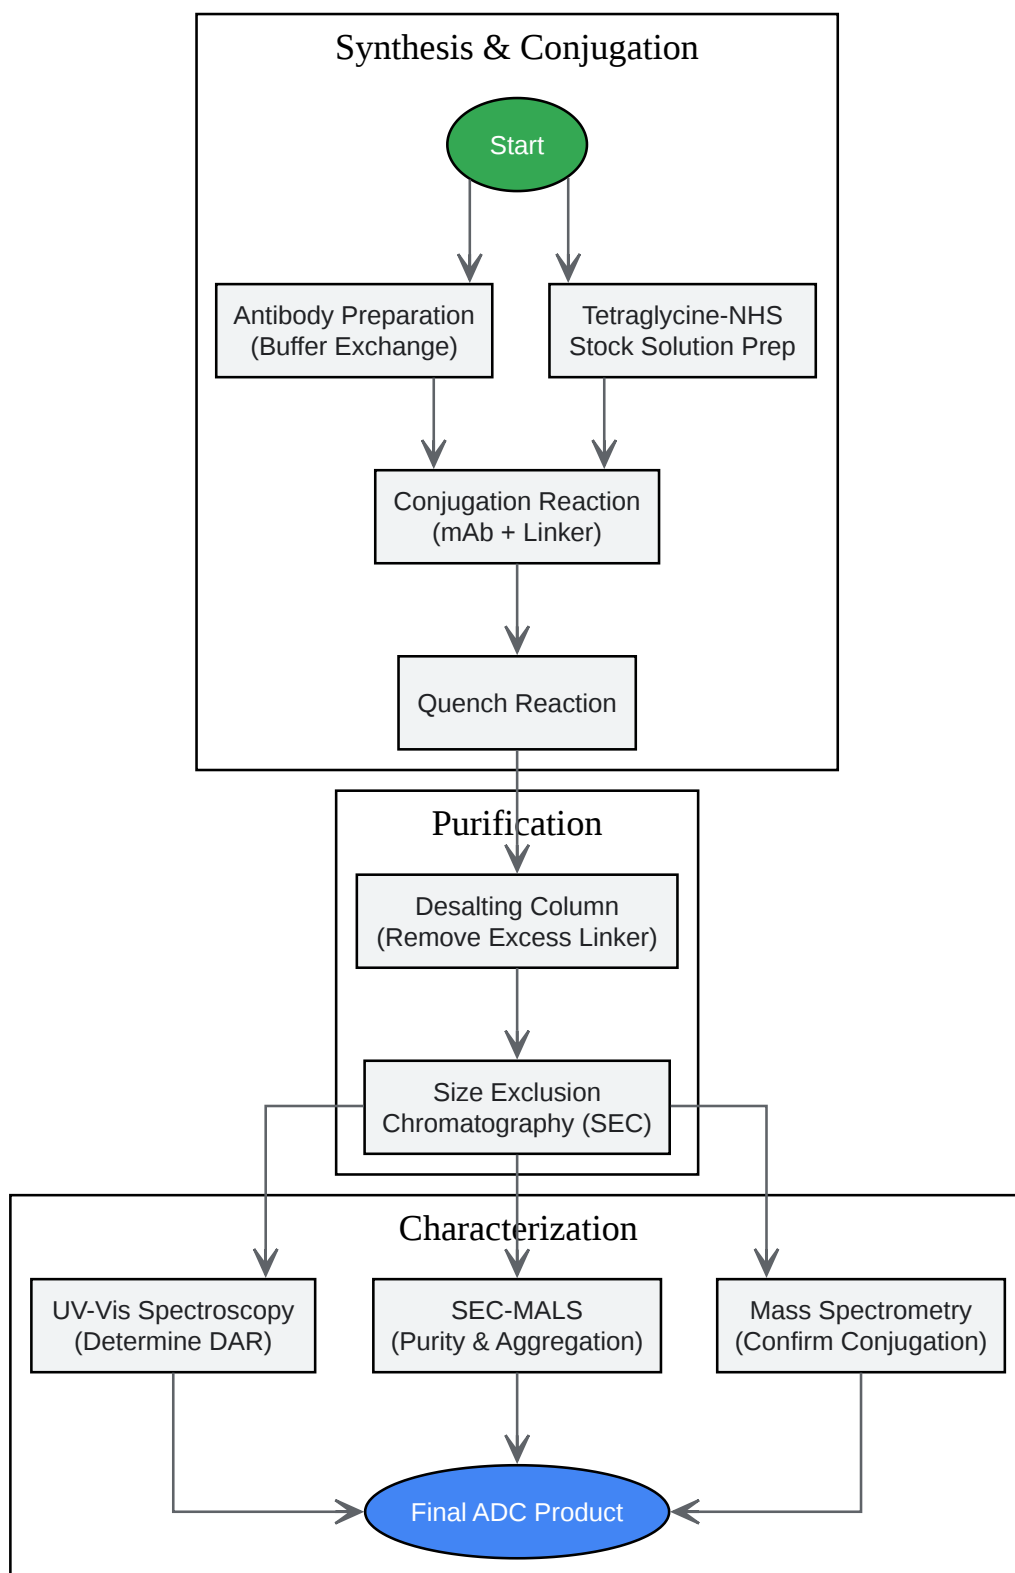 Synthesis & Conjugation
Start
Antibody Preparation
(Buffer Exchange)
Tetraglycine-NHS
Stock Solution Prep
Conjugation Reaction
(mAb + Linker)
Quench Reaction
Purification
Desalting Column
(Remove Excess Linker)
Size Exclusion
Chromatography (SEC)
Characterization
UV-Vis Spectroscopy
(Determine DAR)
SEC-MALS
(Purity & Aggregation)
Mass Spectrometry
(Confirm Conjugation)
Final ADC Product